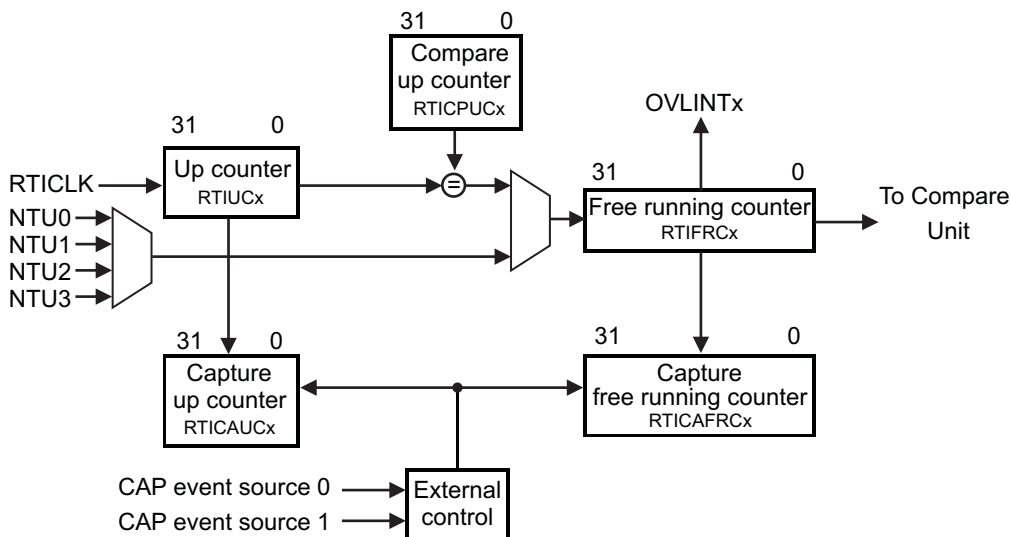 31 0
Compare
up counter
RTICPUCx
OVLINTx
31 0
Up counter
RTIUCx
RTICLK
=
31 0
Free running counter
RTIFRCx
To Compare
Unit
NTU0
NTU1
NTU2
NTU3
31 0
Capture
up counter
RTICAUCx
31 0
Capture
free running counter
RTICAFRCx
CAP event source 0
CAP event source 1
External
control